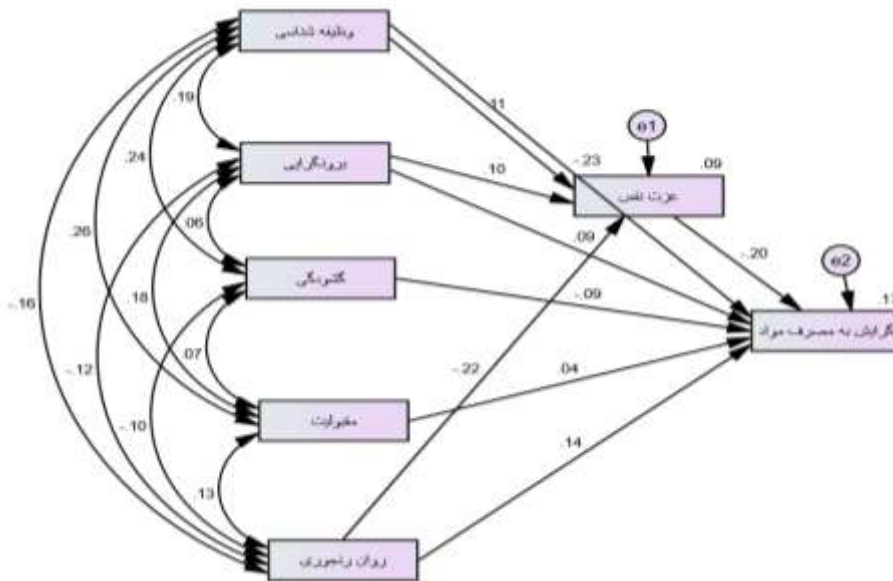 وظیفه شناسی
.11
.19
e1
.24
برونگرایی
.10
-.23
.09
عزت نفس
.06
.26
.09
-.20
e2
گشودگی
-.16
.18
-.09
گرایش به مصرف مواد
.07
-.12
-.22
.04
-.10
مقبولیت
.14
.13
روان رنجوری